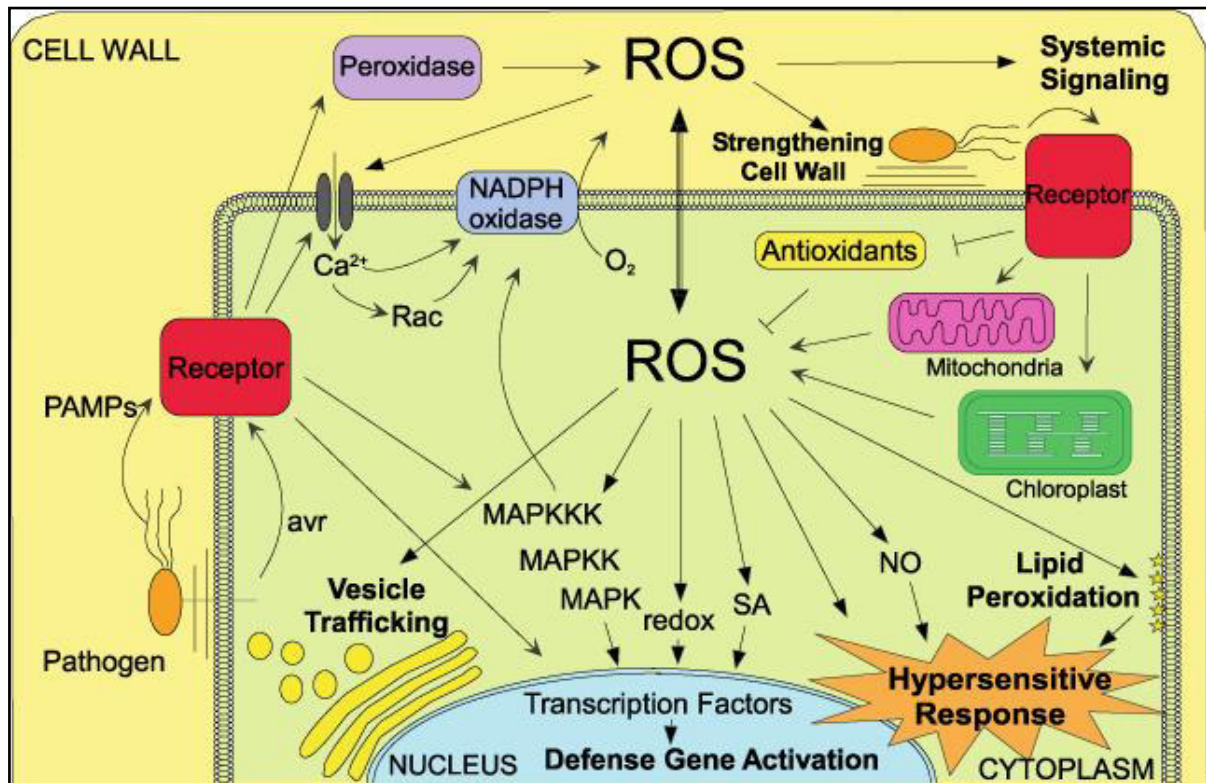 CELL WALL
Peroxidase
ROS
Systemic
Signaling
Strengthening
Cell Wall
Receptor
NADPH
oxidase
Ca²⁺
Rac
O₂
Antioxidants
Mitochondria
ROS
Receptor
PAMPs
Chloroplast
avr
MAPKKK
MAPKK
MAPK
redox
SA
NO
Lipid
Peroxidation
Vesicle
Trafficking
Pathogen
Hypersensitive
Response
Transcription Factors
Defense Gene Activation
NUCLEUS
CYTOPLASM